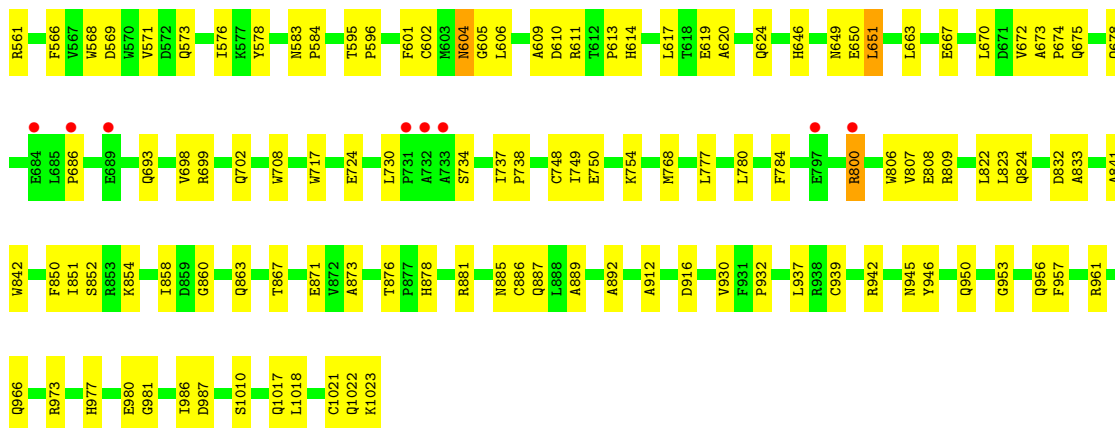 R561 F566 V567 W568 D569 W570 V571 D572 Q573 I576 K577 Y578 N583 P584 T595 P596 F601 C602 M603 N604 G605 L606 A609 D610 R611 T612 P613 H614 L617 T618 E619 A620 Q624 H646 N649 E650 L651 L663 E667 L670 D671 V672 A673 P674 Q675
E684 L685 P686 E689 Q693 V698 R699 Q702 W708 W717 E724 L730 P731 A732 A733 S734 I737 P738 C748 I749 E750 K754 M768 L777 L780 F784 E797 R800 W806 V807 E808 R809 L822 L823 Q824 D832 A833 A841
W842 F850 I851 S852 R853 K854 I858 D859 G860 Q863 T867 E871 V872 A873 T876 P877 H878 R881 N885 C886 Q887 L888 A889 A892 A912 D916 V930 F931 P932 L937 R938 C939 R942 N945 Y946 Q950 G953 Q956 F957 R961
Q966 R973 H977 E980 G981 I986 D987 S1010 Q1017 L1018 C1021 Q1022 K1023